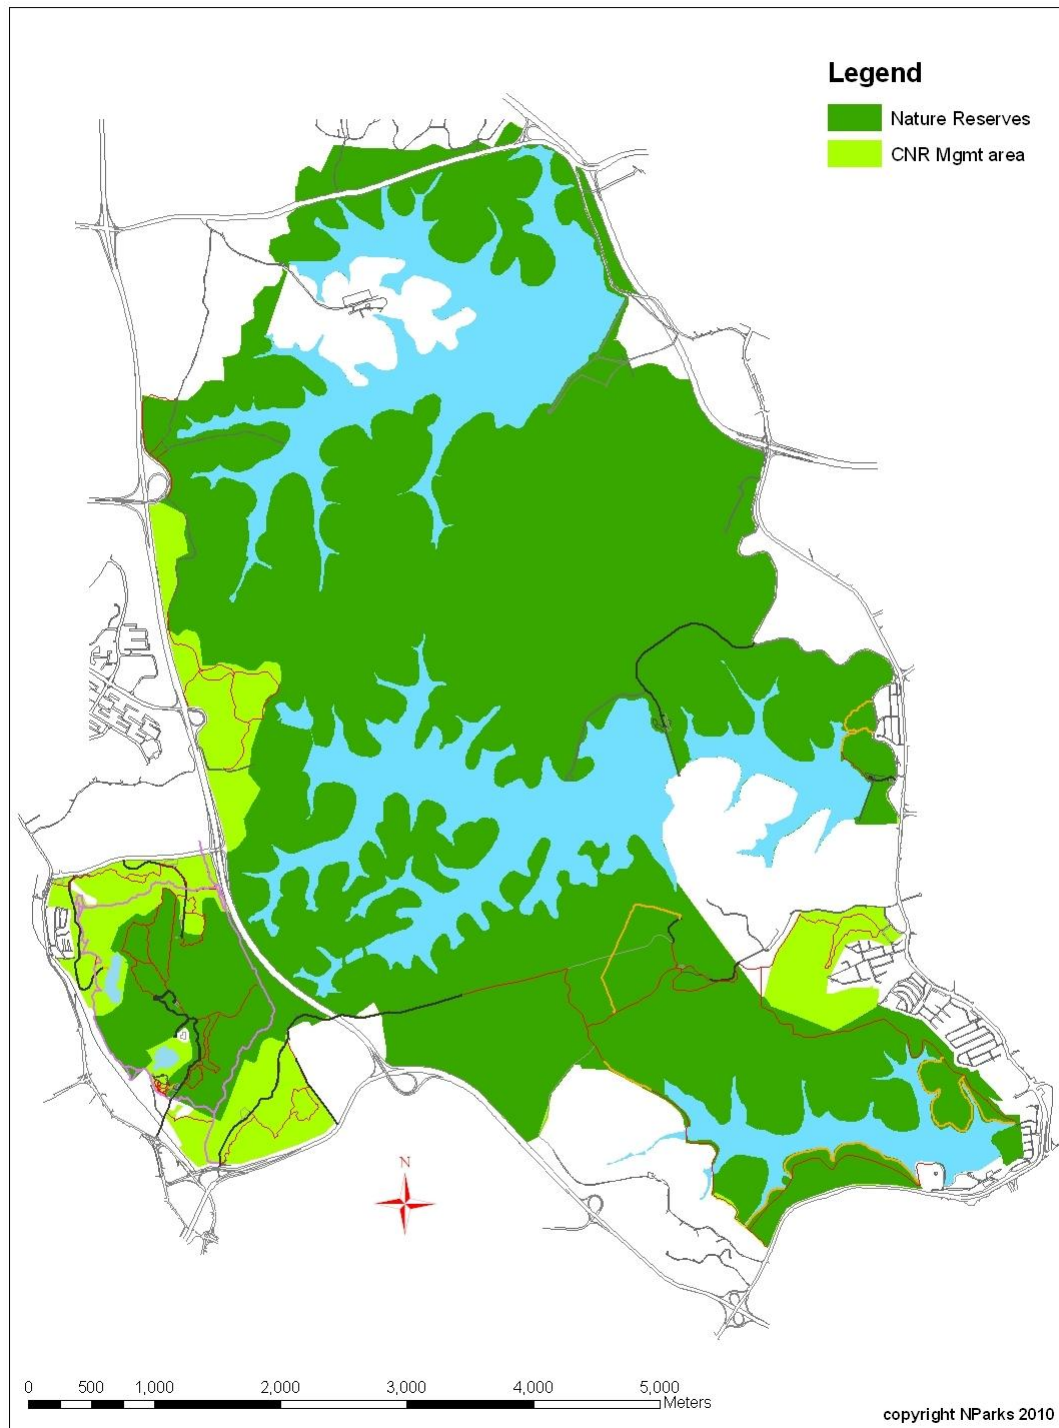 Legend
Nature Reserves
CNR Mgmt area
N
0 500 1,000 2,000 3,000 4,000 5,000
Meters
copyright NParks 2010